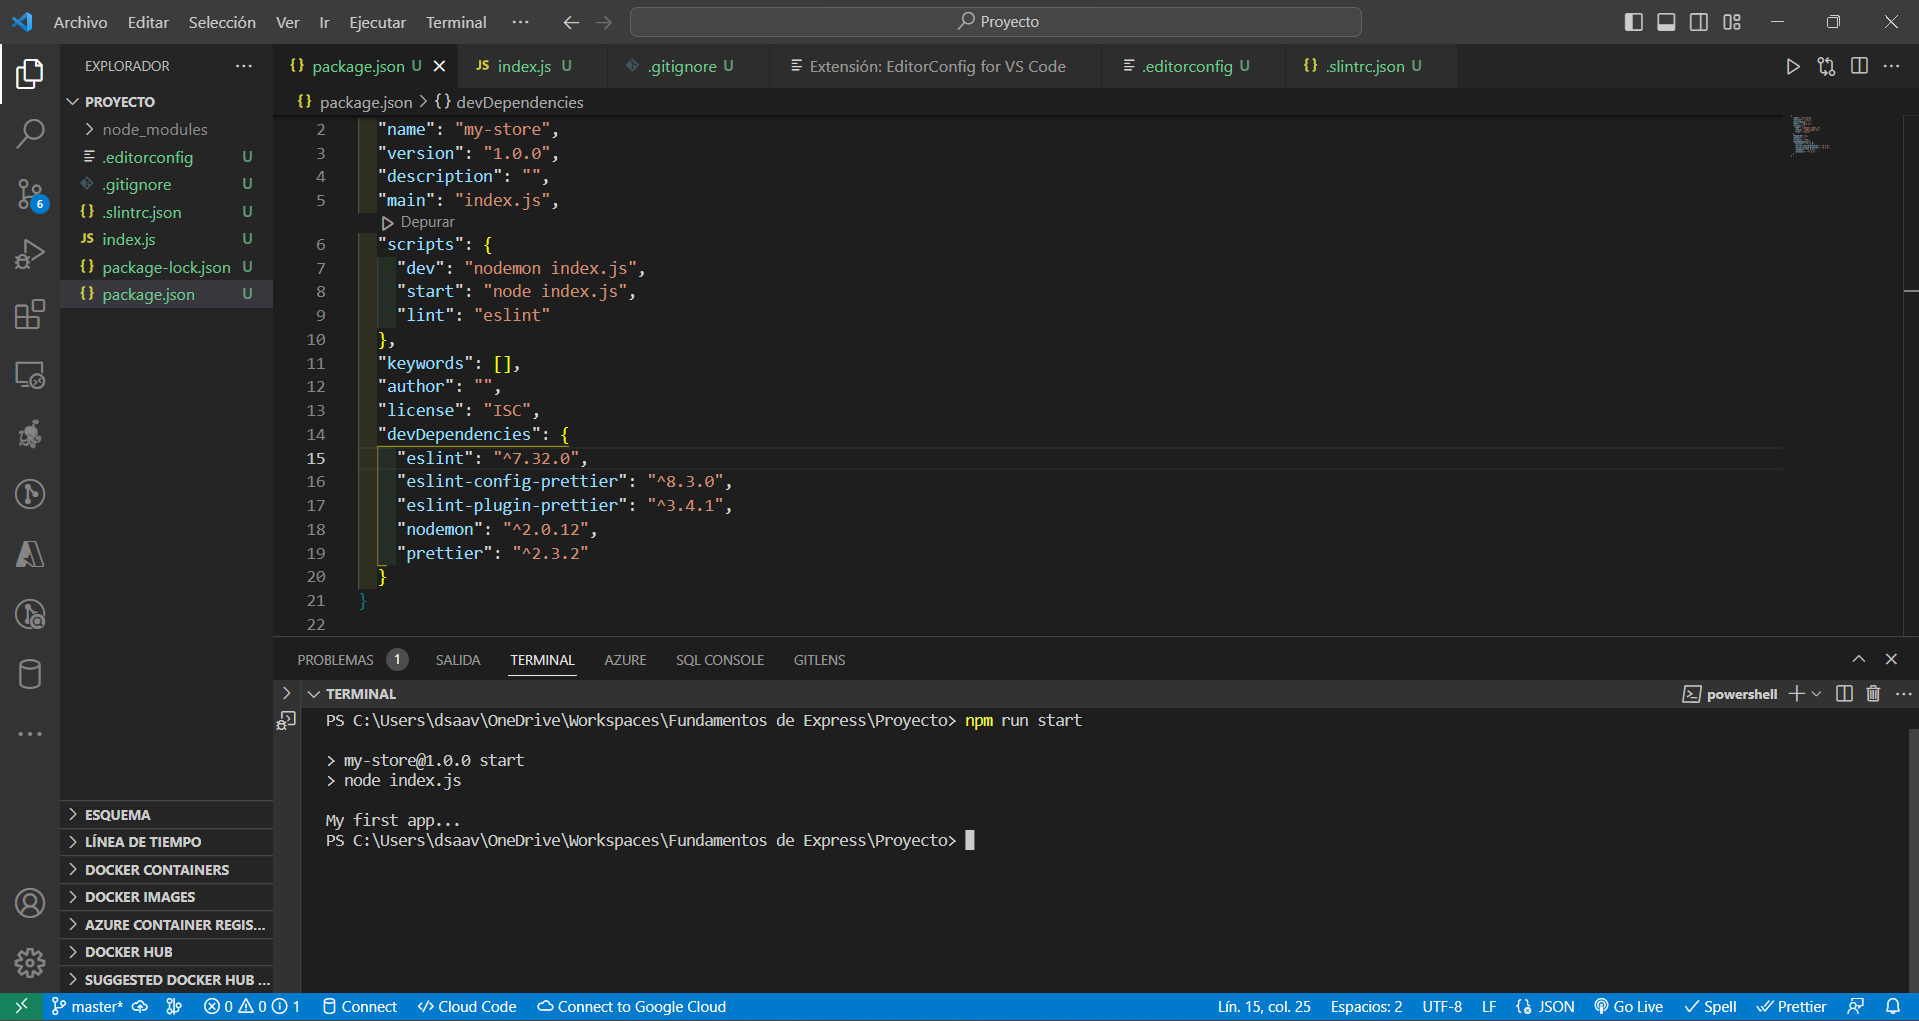 Archivo Editar Selección Ver Ir Ejecutar Terminal ··· Proyecto
EXPLORADOR ···
PROYECTO
node_modules
.editorconfig U
.gitignore U
.slintrc.json U
index.js U
package-lock.json U
package.json U
ESQUEMA
LÍNEA DE TIEMPO
DOCKER CONTAINERS
DOCKER IMAGES
AZURE CONTAINER REGIS...
DOCKER HUB
SUGGESTED DOCKER HUB ...
6
{} package.json U JS index.js U .gitignore U Extensión: EditorConfig for VS Code .editorconfig U {} .slintrc.json U
{} package.json > {} devDependencies
2 "name": "my-store",
3 "version": "1.0.0",
4 "description": "",
5 "main": "index.js",
Depurar
6 "scripts": {
7 "dev": "nodemon index.js",
8 "start": "node index.js",
9 "lint": "eslint"
10 },
11 "keywords": [],
12 "author": "",
13 "license": "ISC",
14 "devDependencies": {
15 "eslint": "^7.32.0",
16 "eslint-config-prettier": "^8.3.0",
17 "eslint-plugin-prettier": "^3.4.1",
18 "nodemon": "^2.0.12",
19 "prettier": "^2.3.2"
20 }
21 }
22
PROBLEMAS 1 SALIDA TERMINAL AZURE SQL CONSOLE GITLENS
TERMINAL powershell
PS C:\Users\dsaav\OneDrive\Workspaces\Fundamentos de Express\Proyecto> npm run start
> my-store@1.0.0 start
> node index.js
My first app...
PS C:\Users\dsaav\OneDrive\Workspaces\Fundamentos de Express\Proyecto>
master* 0 0 1 Connect Cloud Code Connect to Google Cloud Lín. 15, col. 25 Espacios: 2 UTF-8 LF {} JSON Go Live Spell Prettier